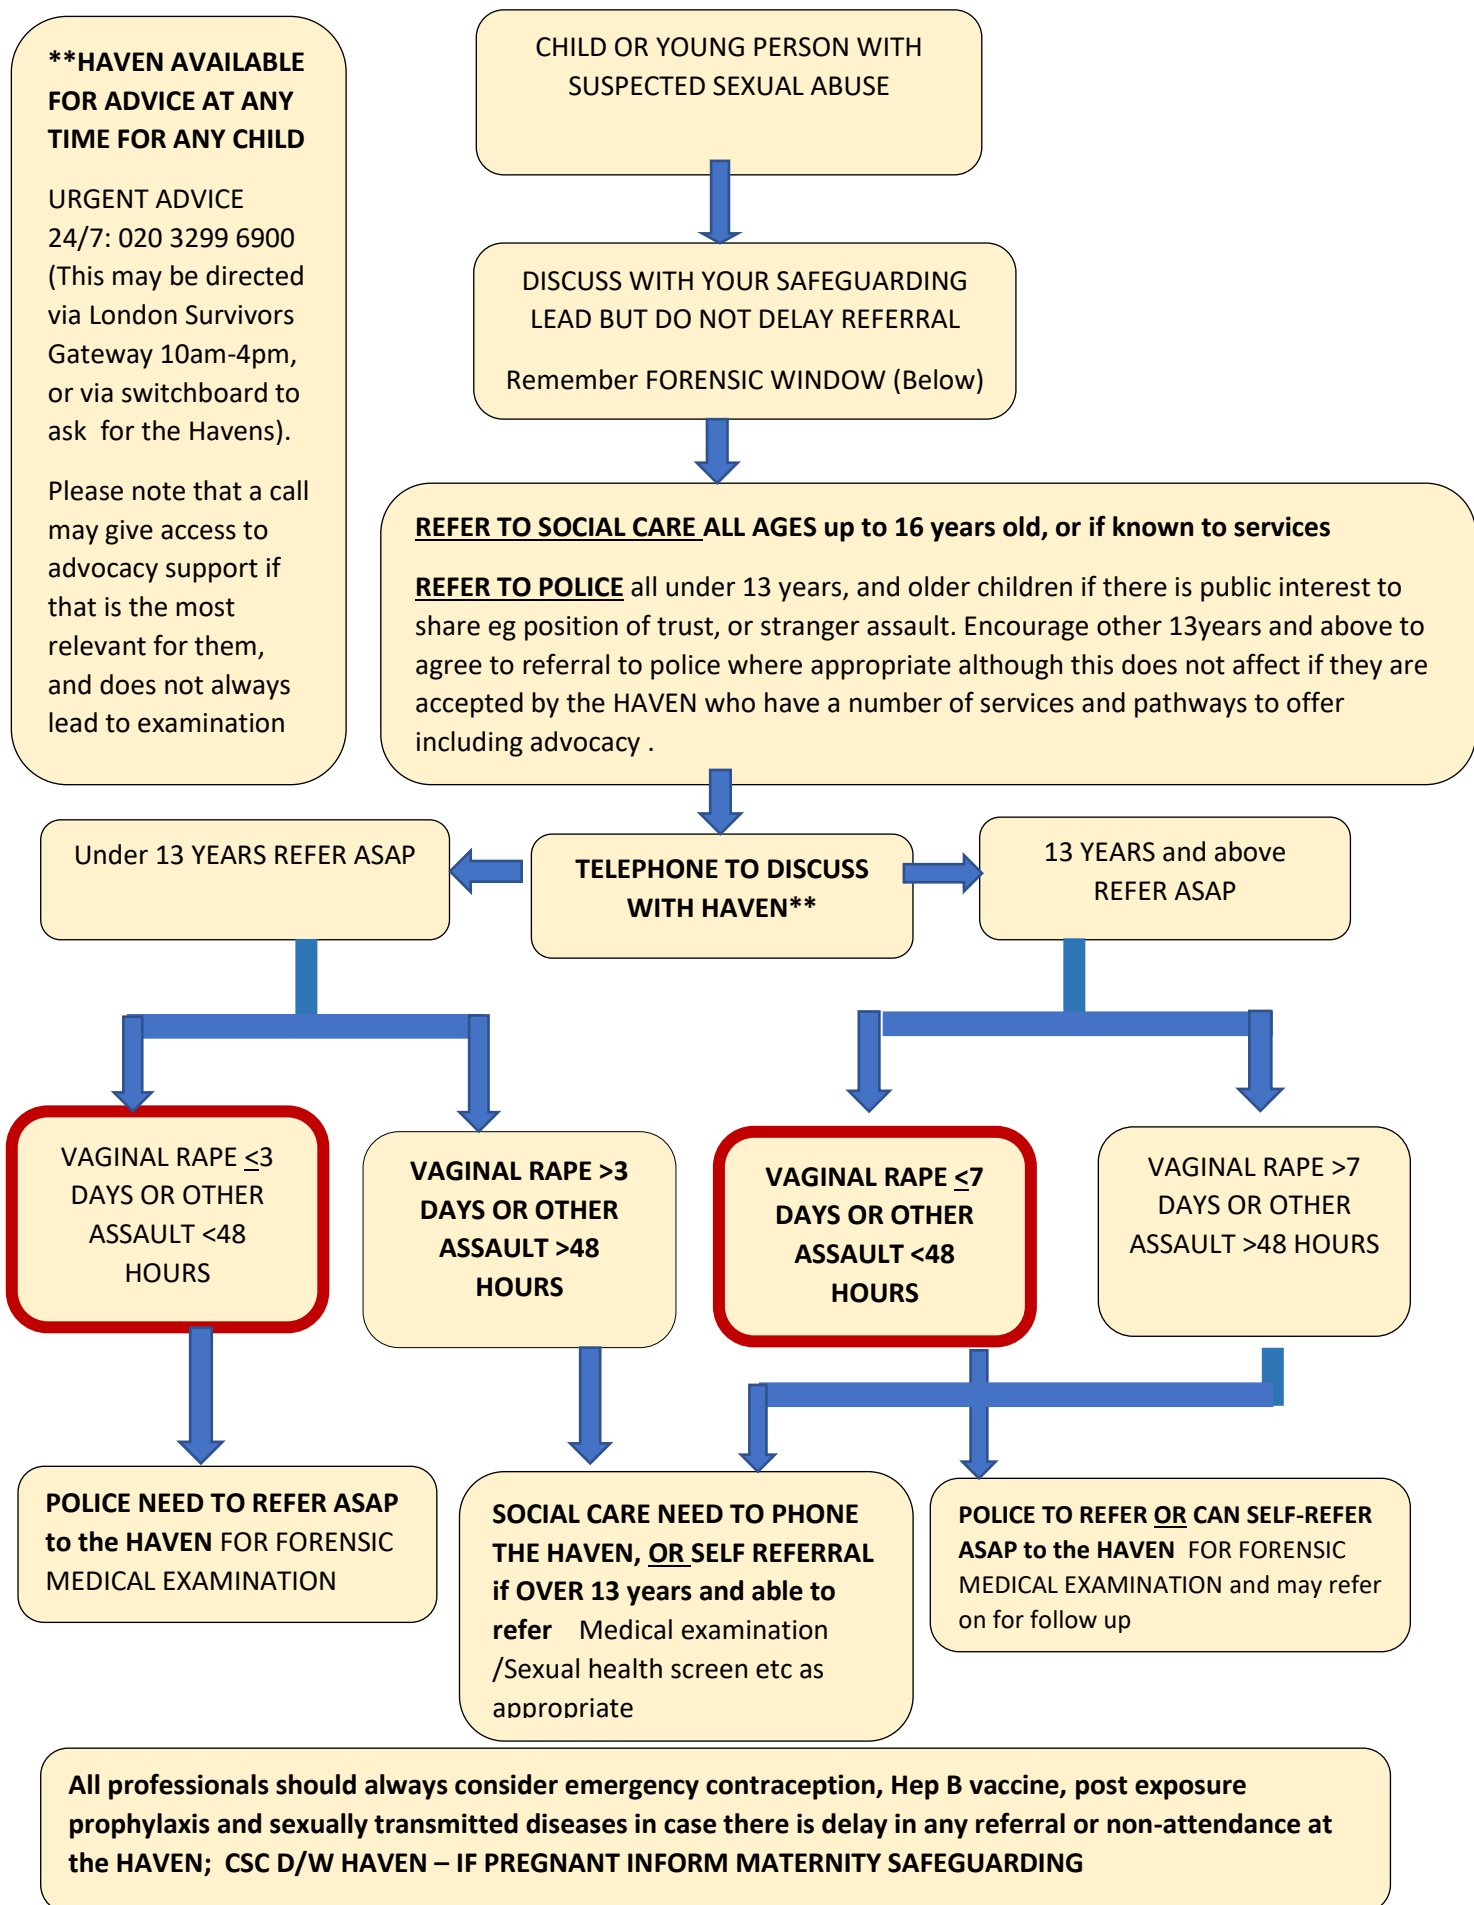 **HAVEN AVAILABLE
FOR ADVICE AT ANY
TIME FOR ANY CHILD
URGENT ADVICE
24/7: 020 3299 6900
(This may be directed
via London Survivors
Gateway 10am-4pm,
or via switchboard to
ask for the Havens).
Please note that a call
may give access to
advocacy support if
that is the most
relevant for them,
and does not always
lead to examination
CHILD OR YOUNG PERSON WITH
SUSPECTED SEXUAL ABUSE
DISCUSS WITH YOUR SAFEGUARDING
LEAD BUT DO NOT DELAY REFERRAL
Remember FORENSIC WINDOW (Below)
REFER TO SOCIAL CARE ALL AGES up to 16 years old, or if known to services
REFER TO POLICE all under 13 years, and older children if there is public interest to
share eg position of trust, or stranger assault. Encourage other 13years and above to
agree to referral to police where appropriate although this does not affect if they are
accepted by the HAVEN who have a number of services and pathways to offer
including advocacy .
Under 13 YEARS REFER ASAP
TELEPHONE TO DISCUSS
WITH HAVEN**
13 YEARS and above
REFER ASAP
VAGINAL RAPE ≤3
DAYS OR OTHER
ASSAULT <48
HOURS
VAGINAL RAPE >3
DAYS OR OTHER
ASSAULT >48
HOURS
VAGINAL RAPE ≤7
DAYS OR OTHER
ASSAULT <48
HOURS
VAGINAL RAPE >7
DAYS OR OTHER
ASSAULT >48 HOURS
POLICE NEED TO REFER ASAP
to the HAVEN FOR FORENSIC
MEDICAL EXAMINATION
SOCIAL CARE NEED TO PHONE
THE HAVEN, OR SELF REFERRAL
if OVER 13 years and able to
refer Medical examination
/Sexual health screen etc as
appropriate
POLICE TO REFER OR CAN SELF-REFER
ASAP to the HAVEN FOR FORENSIC
MEDICAL EXAMINATION and may refer
on for follow up
All professionals should always consider emergency contraception, Hep B vaccine, post exposure
prophylaxis and sexually transmitted diseases in case there is delay in any referral or non-attendance at
the HAVEN; CSC D/W HAVEN – IF PREGNANT INFORM MATERNITY SAFEGUARDING